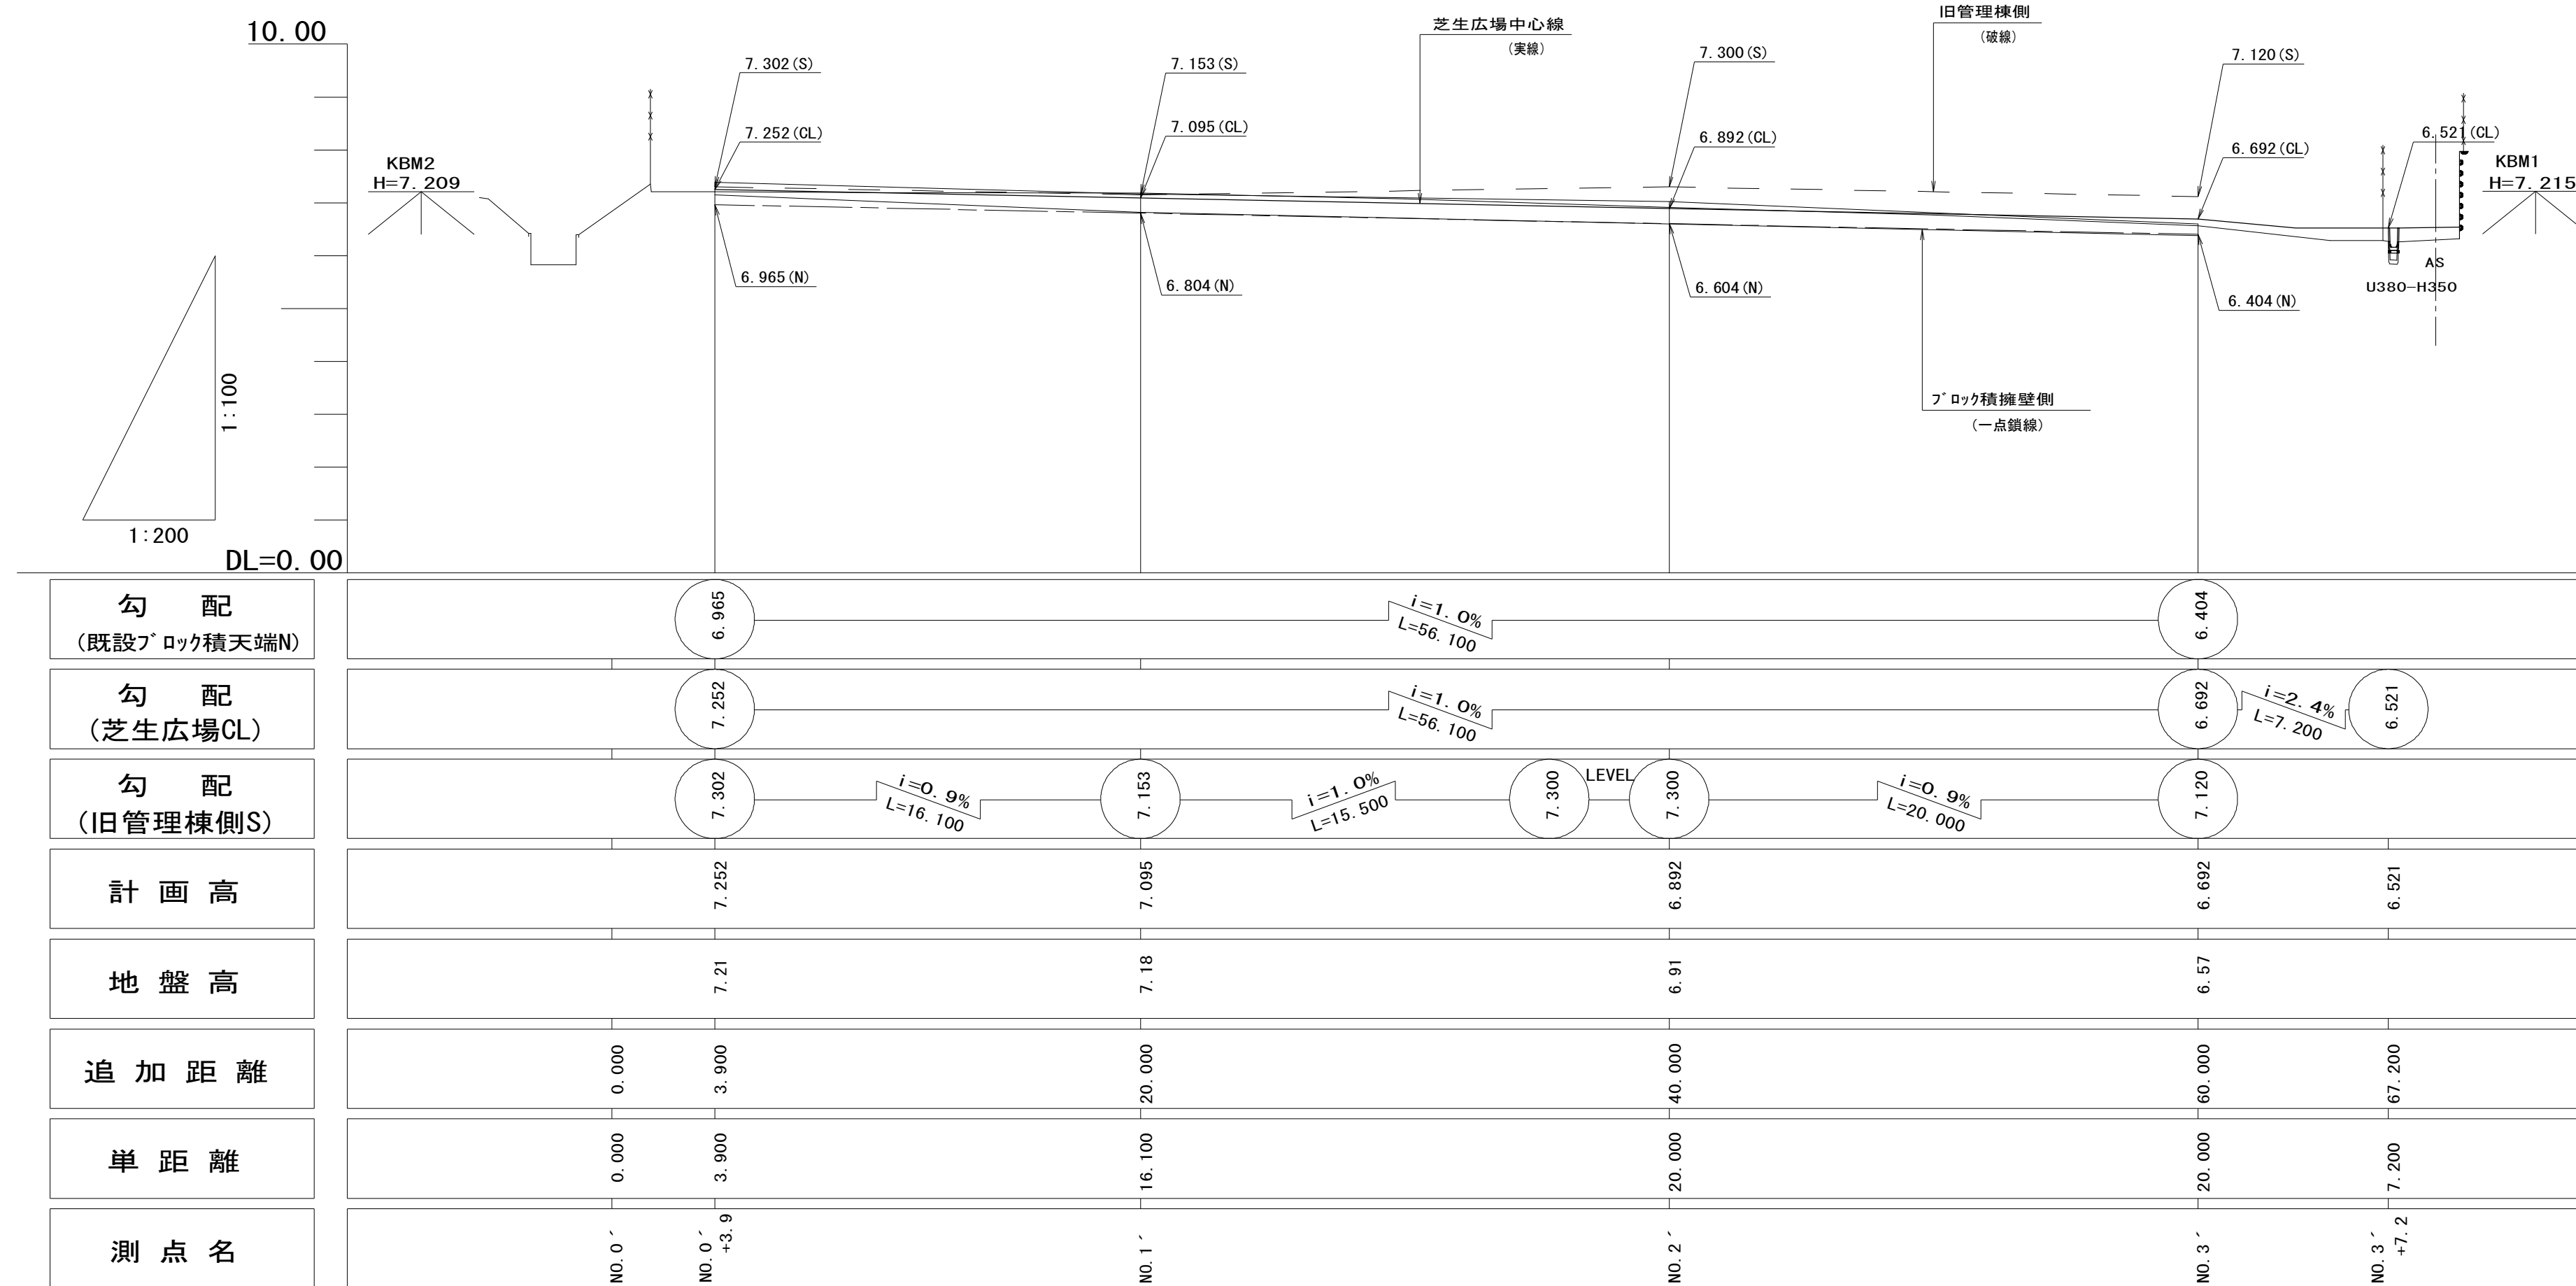 10.00
芝生広場中心線
(実線)
旧管理棟側
(破線)
7.302(S)
7.153(S)
7.300(S)
7.120(S)
7.252(CL)
7.095(CL)
6.892(CL)
6.692(CL)
6.521(CL)
KBM2
H=7.209
KBM1
H=7.215
6.965(N)
6.804(N)
6.604(N)
6.404(N)
AS
U380-H350
ブロック積擁壁側
(一点鎖線)
1:100
1:200
DL=0.00
勾 配
(既設ブロック積天端N)
6.965
i=1.0%
L=56.100
6.404
勾 配
(芝生広場CL)
7.252
i=1.0%
L=56.100
6.692
i=2.4%
L=7.200
6.521
勾 配
(旧管理棟側S)
7.302
i=0.9%
L=16.100
7.153
i=1.0%
L=15.500
7.300
LEVEL
7.300
i=0.9%
L=20.000
7.120
計画高
7.252
7.095
6.892
6.692
6.521
地盤高
7.21
7.18
6.91
6.57
追加距離
0.000
3.900
20.000
40.000
60.000
67.200
単距離
0.000
3.900
16.100
20.000
20.000
7.200
測点名
NO.0´
NO.0´
+3.9
NO.1´
NO.2´
NO.3´
NO.3´
+7.2